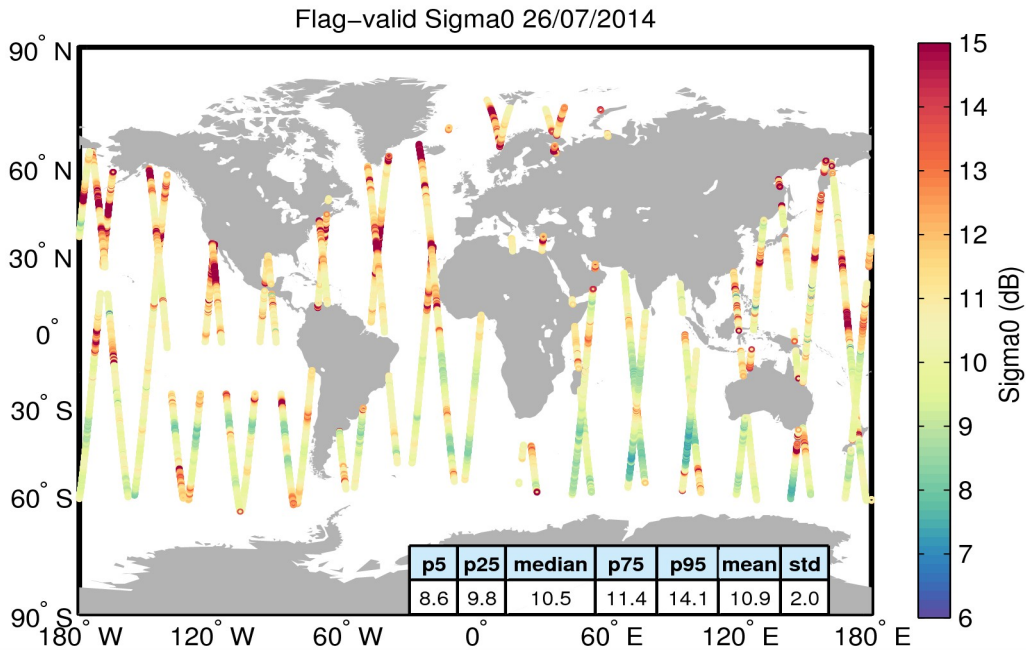 Flag−valid Sigma0 26/07/2014
90° N
60° N
30° N
0°
30° S
60° S
90° S
180° W
120° W
60° W
0°
60° E
120° E
180° E
p5 p25 median p75 p95 mean std
8.6 9.8 10.5 11.4 14.1 10.9 2.0
15
14
13
12
11
10
9
8
7
6
Sigma0 (dB)